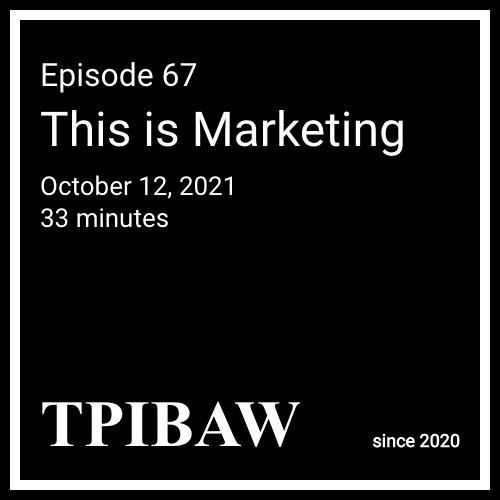 Episode 67
This is Marketing
October 12, 2021
33 minutes
TPIBAW
since 2020